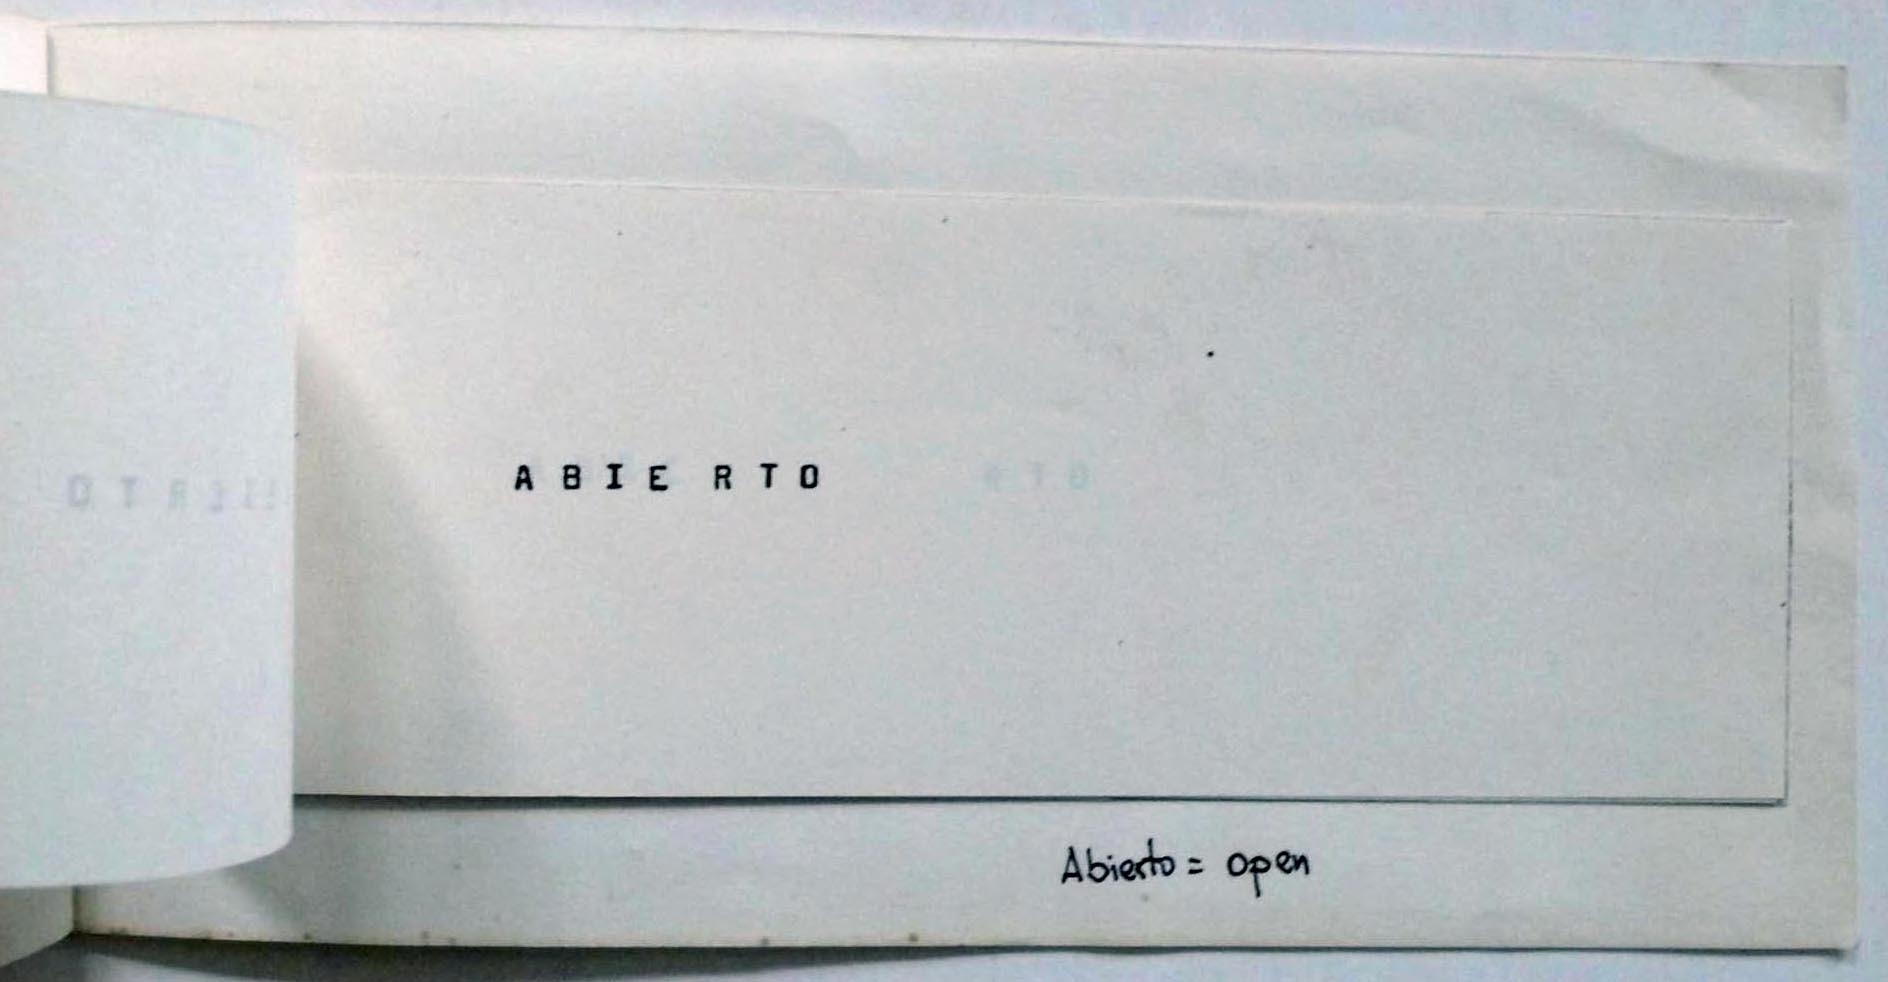 A B I E R T O
Abierto = open